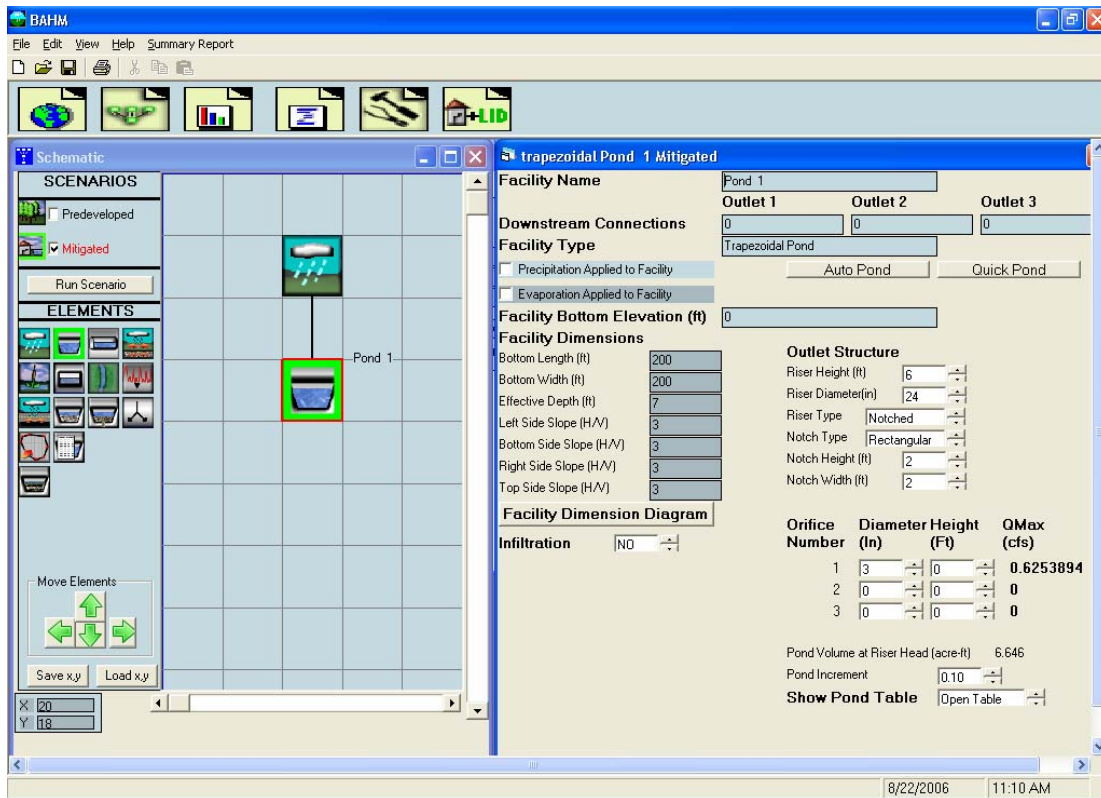 BAHM
File Edit View Help Summary Report
+LID
Schematic
SCENARIOS
Predeveloped
Mitigated
Run Scenario
ELEMENTS
Move Elements
Save x,y Load x,y
X 20
Y 18
Pond 1
trapezoidal Pond 1 Mitigated
Facility Name Pond 1
Outlet 1 Outlet 2 Outlet 3
Downstream Connections 0 0 0
Facility Type Trapezoidal Pond
Precipitation Applied to Facility Auto Pond Quick Pond
Evaporation Applied to Facility
Facility Bottom Elevation (ft) 0
Facility Dimensions
Bottom Length (ft) 200
Bottom Width (ft) 200
Effective Depth (ft) 7
Left Side Slope (H/V) 3
Bottom Side Slope (H/V) 3
Right Side Slope (H/V) 3
Top Side Slope (H/V) 3
Facility Dimension Diagram
Infiltration NO
Outlet Structure
Riser Height (ft) 6
Riser Diameter(in) 24
Riser Type Notched
Notch Type Rectangular
Notch Height (ft) 2
Notch Width (ft) 2
Orifice Diameter Height QMax
Number (In) (Ft) (cfs)
1 3 0 0.6253894
2 0 0 0
3 0 0 0
Pond Volume at Riser Head (acre-ft) 6.646
Pond Increment 0.10
Show Pond Table Open Table
8/22/2006 11:10 AM